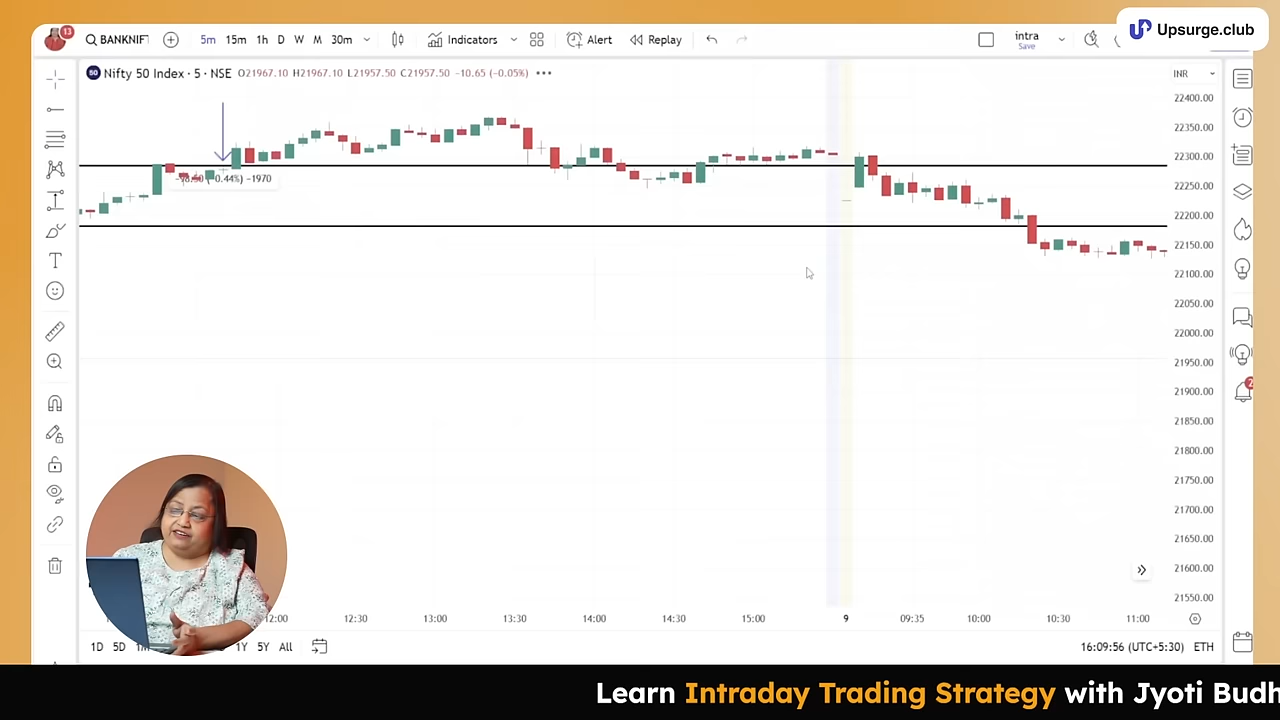 Upsurge.club
13
BANKNIFT
5m 15m 1h D W M 30m
Indicators
Alert
Replay
intra
Save
50 Nifty 50 Index · 5 · NSE O21967.10 H21967.10 L21957.50 C21957.50 −10.65 (−0.05%)
INR
22400.00
22350.00
22300.00
22250.00
22200.00
22150.00
22100.00
22050.00
22000.00
21950.00
21900.00
21850.00
21800.00
21750.00
21700.00
21650.00
21600.00
21550.00
(−0.44%) −1970
2
12:00 12:30 13:00 13:30 14:00 14:30 15:00 9 09:35 10:00 10:30 11:00
1D 5D 1Y 5Y All
16:09:56 (UTC+5:30) ETH
Learn Intraday Trading Strategy with Jyoti Budh